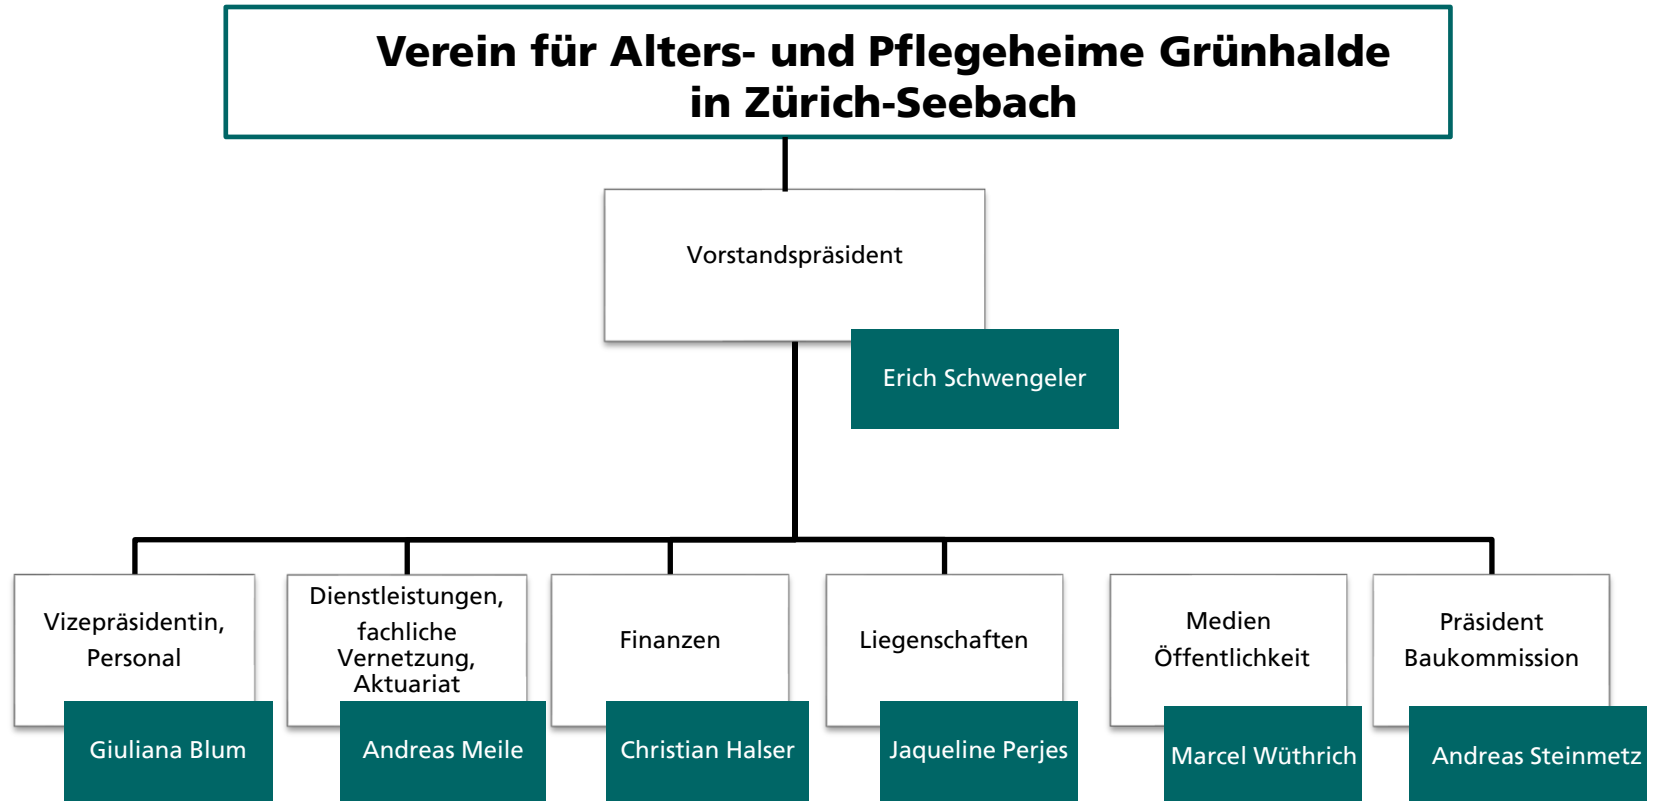 Verein für Alters- und Pflegeheime Grünhalde
in Zürich-Seebach
Vorstandspräsident
Erich Schwengeler
Vizepräsidentin,
Personal
Giuliana Blum
Dienstleistungen,
fachliche
Vernetzung,
Aktuariat
Andreas Meile
Finanzen
Christian Halser
Liegenschaften
Jaqueline Perjes
Medien
Öffentlichkeit
Marcel Wüthrich
Präsident
Baukommission
Andreas Steinmetz